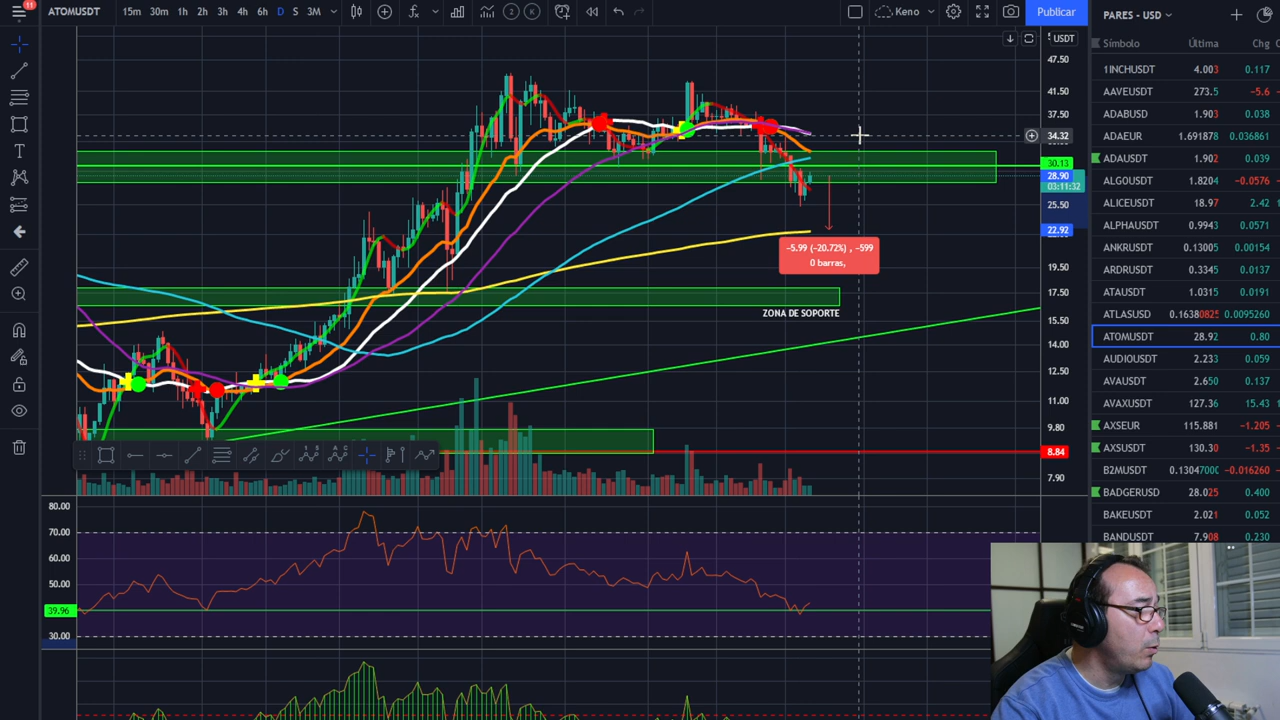 11
ATOMUSDT 15m 30m 1h 2h 3h 4h 6h D S 3M 2 K Keno Publicar
PARES - USD
USDT
Símbolo Última Chg
47.50
41.50
37.50
34.32
30.13
28.90
03:11:32
25.50
22.92
19.50
17.50
15.50
14.00
12.50
11.00
9.80
8.84
7.90
-5.99 (-20.72%) , -599
0 barras,
ZONA DE SOPORTE
80.00
70.00
60.00
50.00
39.96
30.00
1INCHUSDT 4.003 0.117
AAVEUSDT 273.5 -5.6
ADABUSD 1.903 0.038
ADAEUR 1.691878 0.036861
ADAUSDT 1.902 0.039
ALGOUSDT 1.8204 -0.0576
ALICEUSDT 18.97 2.42
ALPHAUSDT 0.9943 0.0571
ANKRUSDT 0.13005 0.00154
ARDRUSDT 0.3345 0.0137
ATAUSDT 1.0315 0.0191
ATLASUSD 0.16380825 0.0095260
ATOMUSDT 28.92 0.80
AUDIOUSDT 2.233 0.059
AVAUSDT 2.650 0.137
AVAXUSDT 127.36 15.43
AXSEUR 115.881 -1.205
AXSUSDT 130.30 -1.35
B2MUSDT 0.1304700 -0.016260
BADGERUSD 28.025 0.400
BAKEUSDT 2.021 0.052
BANDUSDT 7.908 0.230